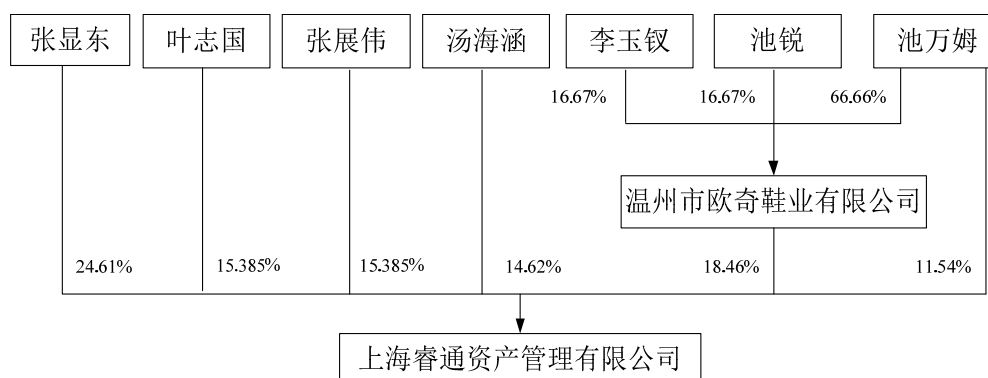 张显东 叶志国 张展伟 汤海涵 李玉钗 池锐 池万姆
16.67% 16.67% 66.66%
温州市欧奇鞋业有限公司
24.61% 15.385% 15.385% 14.62% 18.46% 11.54%
上海睿通资产管理有限公司